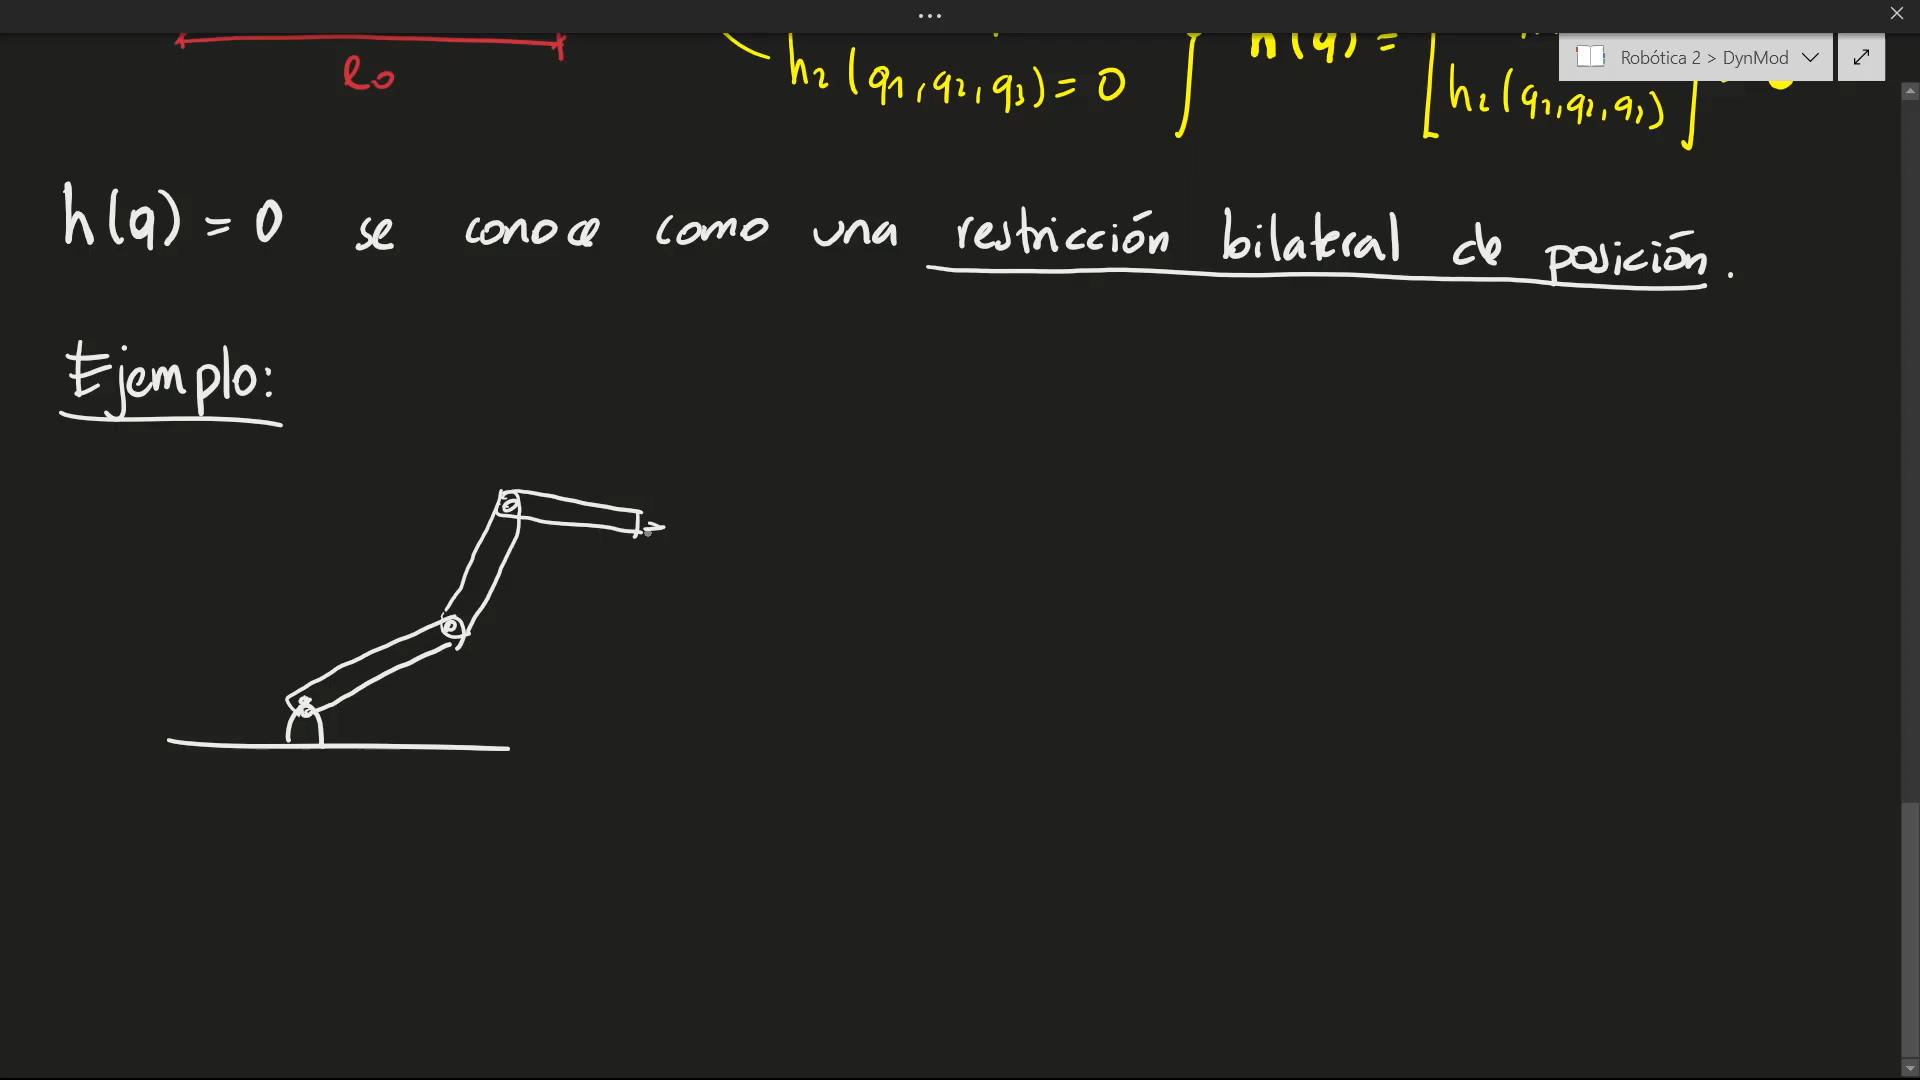 ...
Robótica 2 > DynMod
l₀
h₂(q₁,q₂,q₃)=0
h(q)=
h₂(q₁,q₂,q₃)
h(q)=0 se conoce como una restricción bilateral de posición.
Ejemplo: